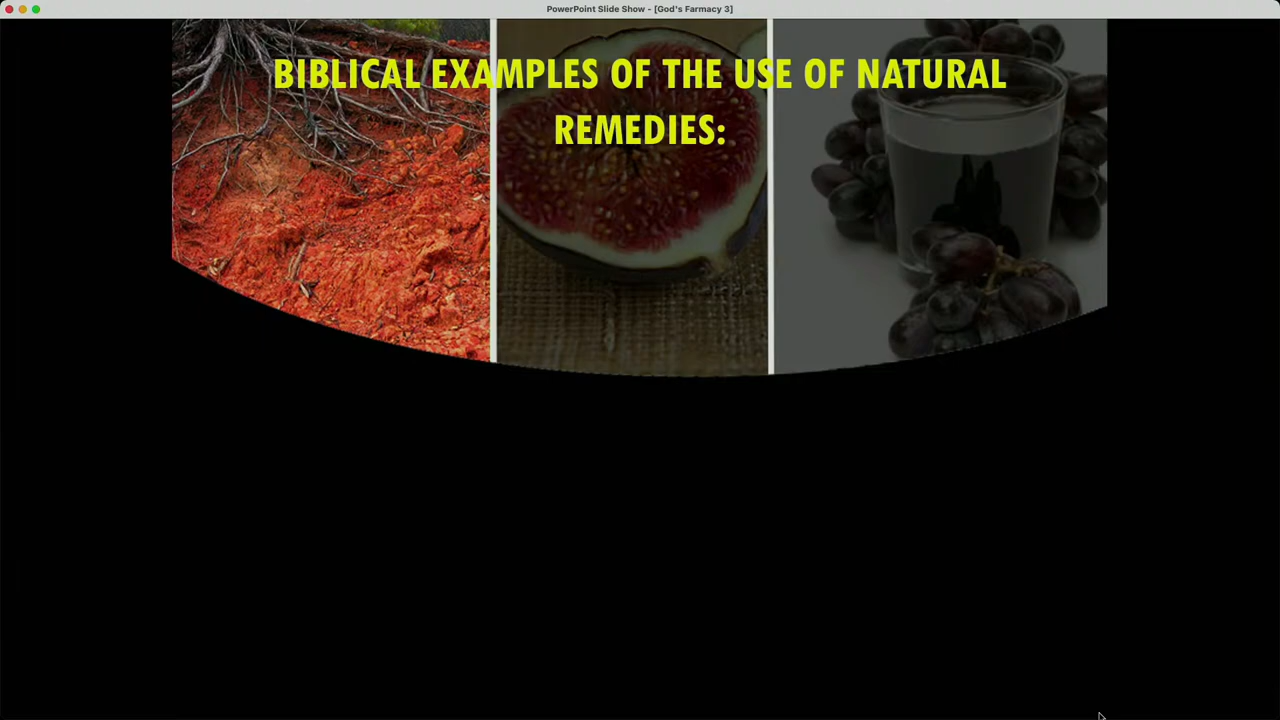 PowerPoint Slide Show - [God's Farmacy 3]
BIBLICAL EXAMPLES OF THE USE OF NATURAL
REMEDIES: